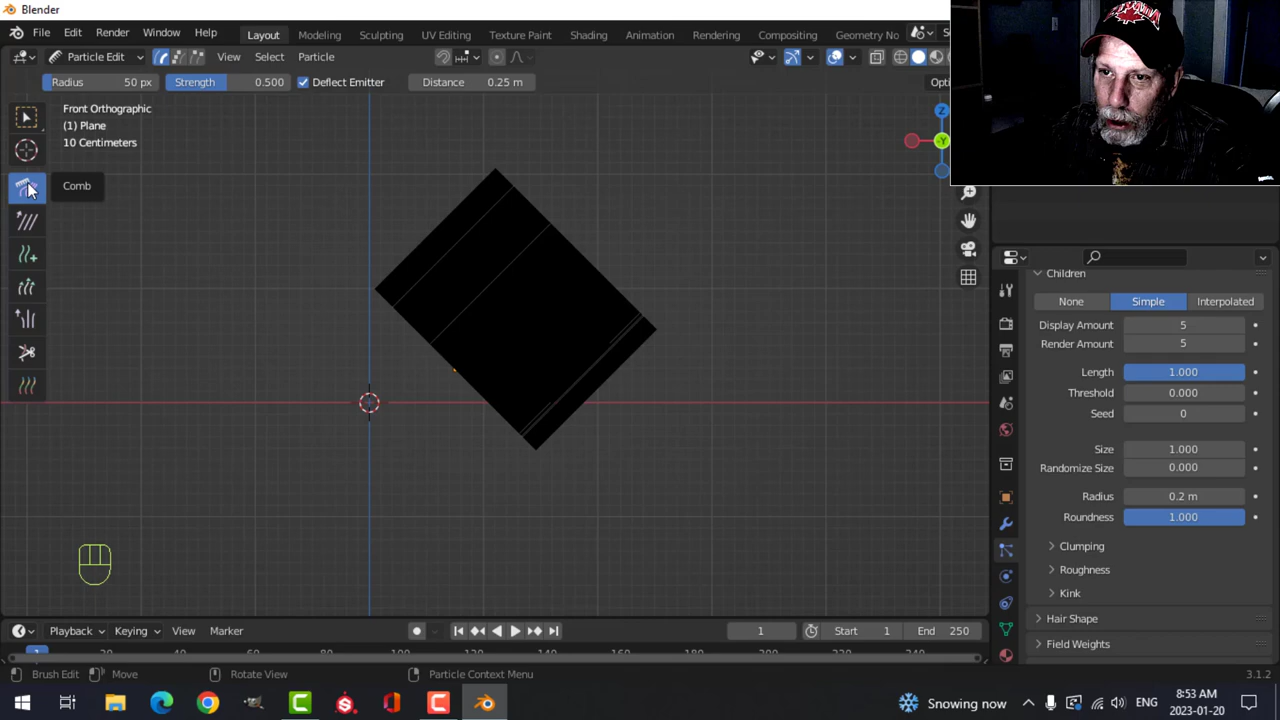 Blender
File Edit Render Window Help Layout Modeling Sculpting UV Editing Texture Paint Shading Animation Rendering Compositing Geometry No
Particle Edit View Select Particle
Radius 50 px Strength 0.500 Deflect Emitter Distance 0.25 m Opti
Front Orthographic
(1) Plane
10 Centimeters
Z
Y
Comb
Children
None Simple Interpolated
Display Amount 5
Render Amount 5
Length 1.000
Threshold 0.000
Seed 0
Size 1.000
Randomize Size 0.000
Radius 0.2 m
Roundness 1.000
Clumping
Roughness
Kink
Hair Shape
Field Weights
Playback Keying View Marker 1 Start 1 End 250
Brush Edit Move Rotate View Particle Context Menu 3.1.2
Snowing now ENG 8:53 AM
2023-01-20